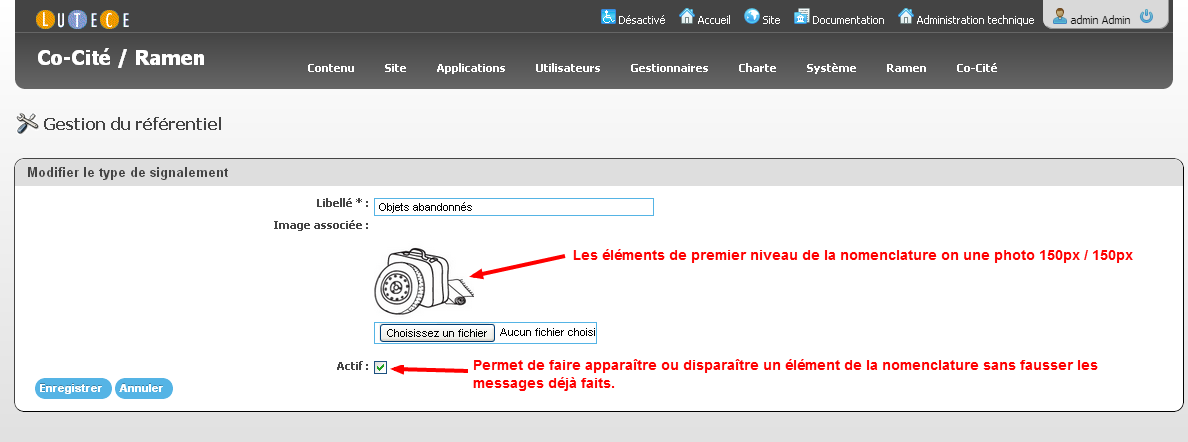 LUTECE
Désactivé Accueil Site Documentation Administration technique admin Admin
Co-Cité / Ramen
Contenu Site Applications Utilisateurs Gestionnaires Charte Système Ramen Co-Cité
Gestion du référentiel
Modifier le type de signalement
Libellé * : Objets abandonnés
Image associée :
Les éléments de premier niveau de la nomenclature on une photo 150px / 150px
Choisissez un fichier Aucun fichier choisi
Actif : Permet de faire apparaître ou disparaître un élément de la nomenclature sans fausser les
messages déjà faits.
Enregistrer Annuler